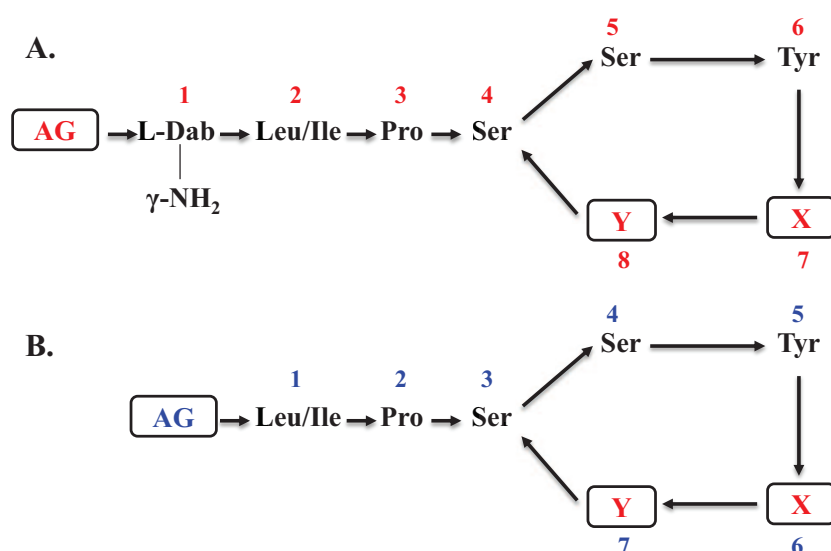 A.
5 6
Ser Tyr
1 2 3 4
AG L-Dab Leu/Ile Pro Ser
γ-NH2
Y X
8 7
B.
4 5
Ser Tyr
1 2 3
AG Leu/Ile Pro Ser
Y X
7 6